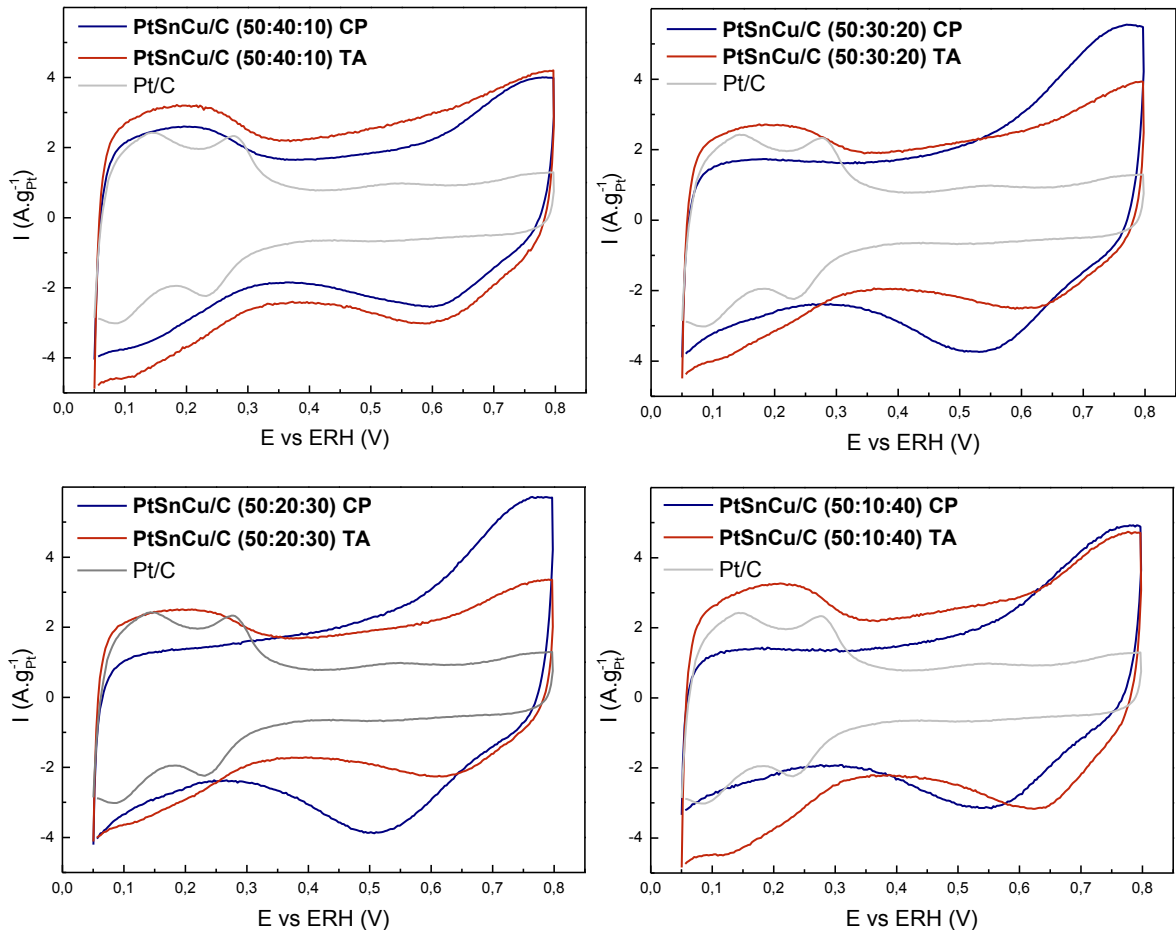 PtSnCu/C (50:40:10) CP
PtSnCu/C (50:40:10) TA
Pt/C
I (A.g⁻¹Pt)
4
2
0
-2
-4
0,0 0,1 0,2 0,3 0,4 0,5 0,6 0,7 0,8
E vs ERH (V)
PtSnCu/C (50:30:20) CP
PtSnCu/C (50:30:20) TA
Pt/C
I (A.g⁻¹Pt)
4
2
0
-2
-4
0,0 0,1 0,2 0,3 0,4 0,5 0,6 0,7 0,8
E vs ERH (V)
PtSnCu/C (50:20:30) CP
PtSnCu/C (50:20:30) TA
Pt/C
I (A.g⁻¹Pt)
4
2
0
-2
-4
0,0 0,1 0,2 0,3 0,4 0,5 0,6 0,7 0,8
E vs ERH (V)
PtSnCu/C (50:10:40) CP
PtSnCu/C (50:10:40) TA
Pt/C
I (A.g⁻¹Pt)
4
2
0
-2
-4
0,0 0,1 0,2 0,3 0,4 0,5 0,6 0,7 0,8
E vs ERH (V)